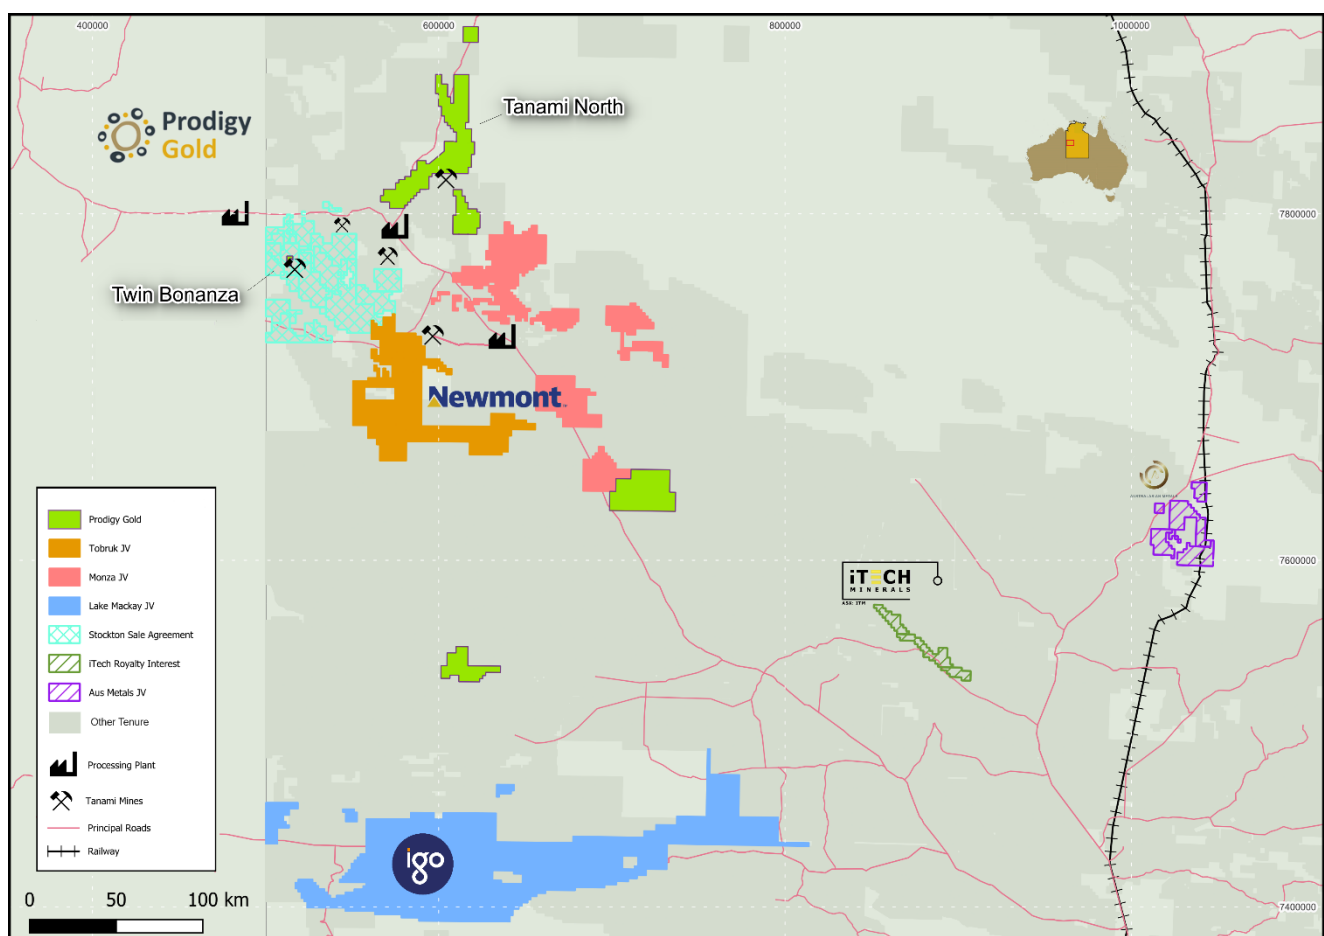 400000
600000
800000
1000000
Tanami North
Prodigy
Gold
7800000
Twin Bonanza
Newmont
7600000
iTECH
MINERALS
ASX: ITM
Prodigy Gold
Tobruk JV
Monza JV
Lake Mackay JV
Stockton Sale Agreement
iTech Royalty Interest
Aus Metals JV
Other Tenure
Processing Plant
Tanami Mines
Principal Roads
Railway
igo
0 50 100 km
7400000